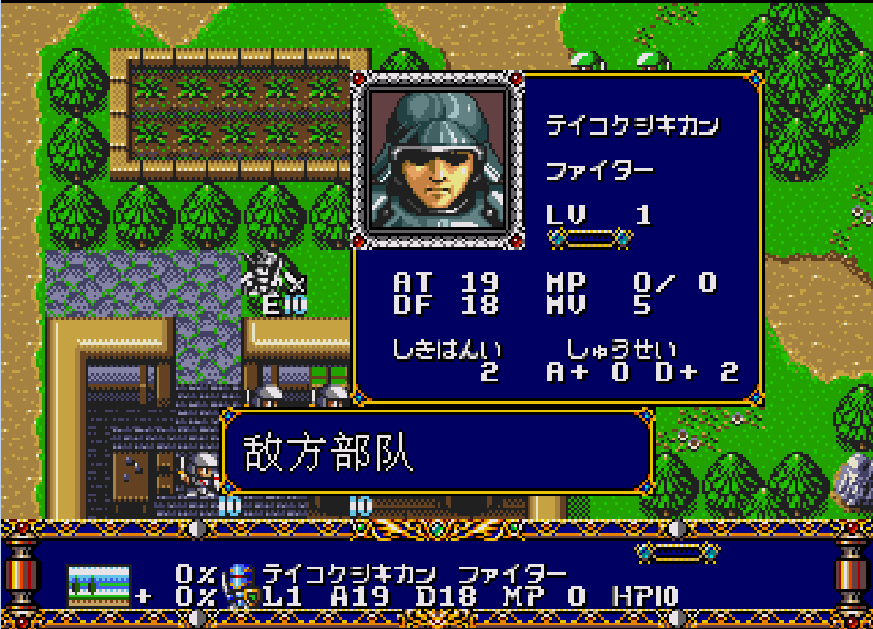 テイコクシキカン
ファイター
LV 1
AT 19 MP 0/ 0
DF 18 MV 5
しきはんい しゅうせい
2 A+ 0 D+ 2
E10
敵方部隊
10 10
0% テイコクシキカン ファイター
+ 0% L1 A19 D18 MP 0 HP10